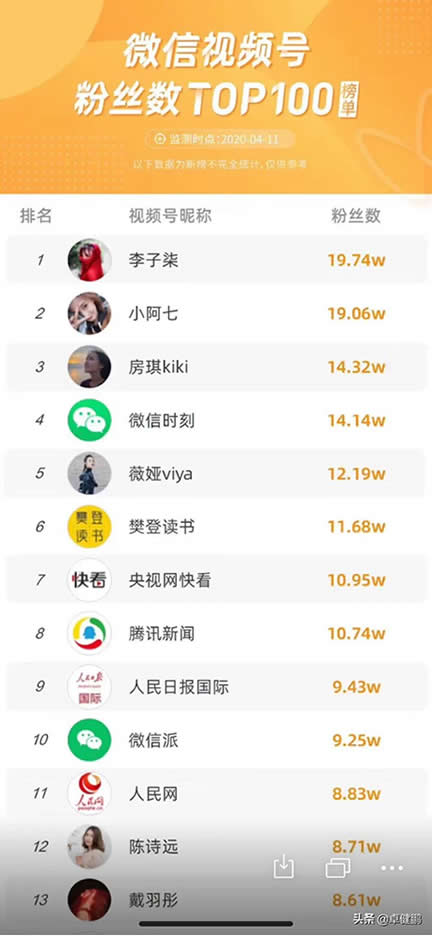 微信视频号
粉丝数TOP100榜单
监测时点:2020-04-11
以下数据为新榜不完全统计,仅供参考
排名 视频号昵称 粉丝数
1 李子柒 19.74w
2 小阿七 19.06w
3 房琪kiki 14.32w
4 微信时刻 14.14w
5 薇娅viya 12.19w
6 樊登读书 樊登读书 11.68w
7 快看 央视网快看 10.95w
8 腾讯新闻 10.74w
9 人民日报 国际 人民日报国际 9.43w
10 微信派 9.25w
11 人民网 people.cn 人民网 8.83w
12 陈诗远 8.71w
13 戴羽彤 8.61w
头条 @卓健鹏